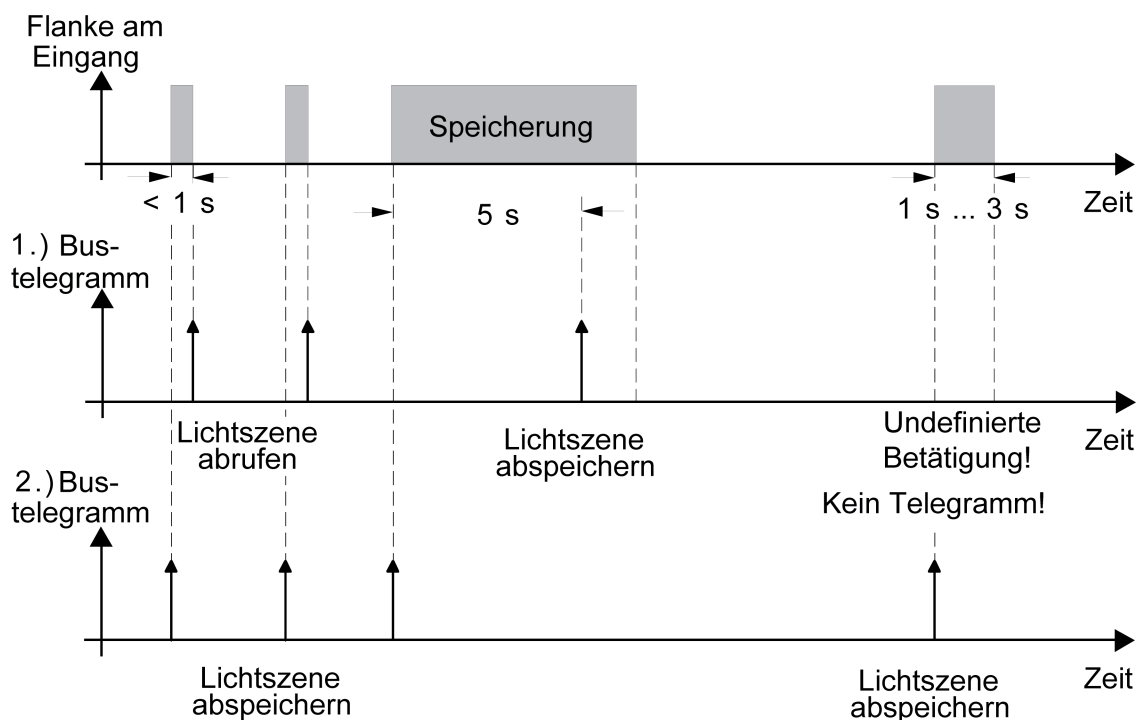 Flanke am
Eingang
Speicherung
< 1 s
5 s
1 s ... 3 s
Zeit
1.) Bus-
telegramm
Lichtszene
abrufen
Lichtszene
abspeichern
Undefinierte
Betätigung!
Kein Telegramm!
Zeit
2.) Bus-
telegramm
Lichtszene
abspeichern
Lichtszene
abspeichern
Zeit